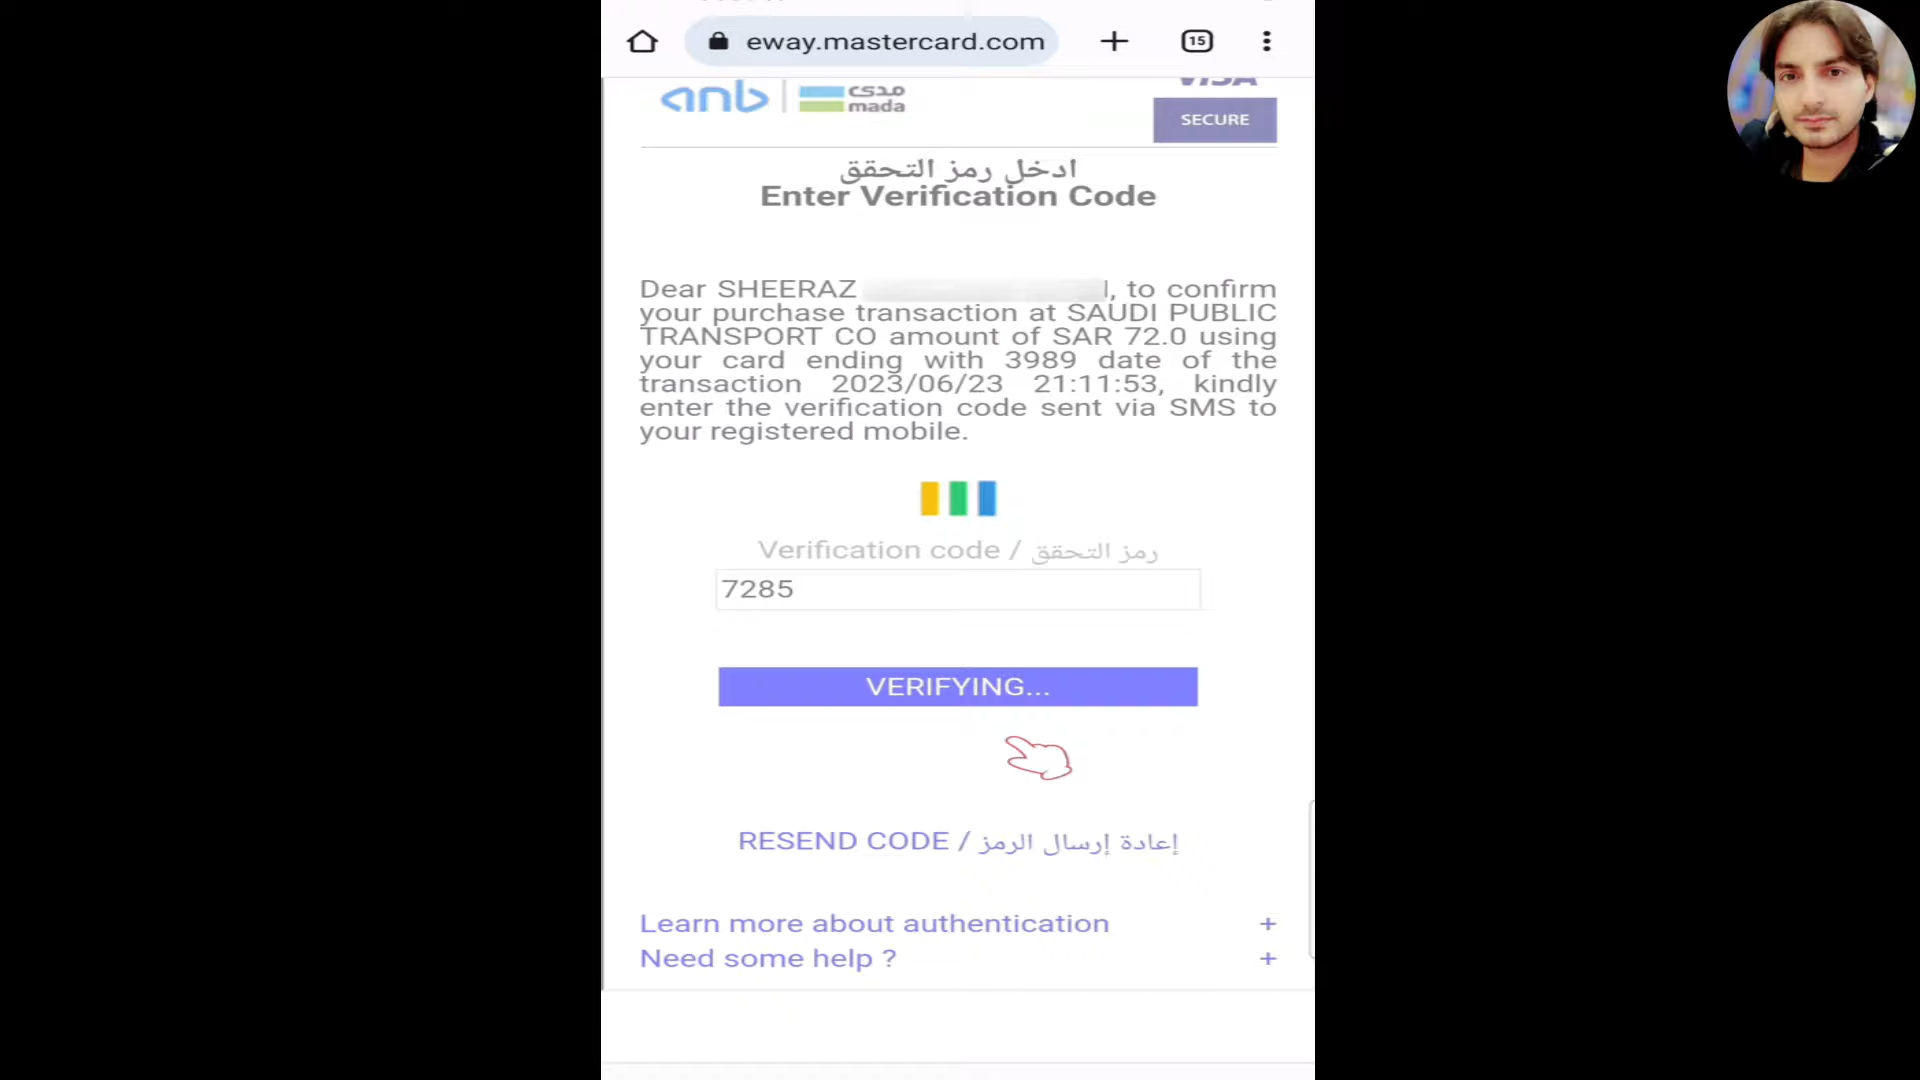 eway.mastercard.com
15
anb
مدى
mada
VISA
SECURE
ادخل رمز التحقق
Enter Verification Code
Dear SHEERAZ , to confirm
your purchase transaction at SAUDI PUBLIC
TRANSPORT CO amount of SAR 72.0 using
your card ending with 3989 date of the
transaction 2023/06/23 21:11:53, kindly
enter the verification code sent via SMS to
your registered mobile.
Verification code / رمز التحقق
7285
VERIFYING...
RESEND CODE / إعادة إرسال الرمز
Learn more about authentication +
Need some help ? +